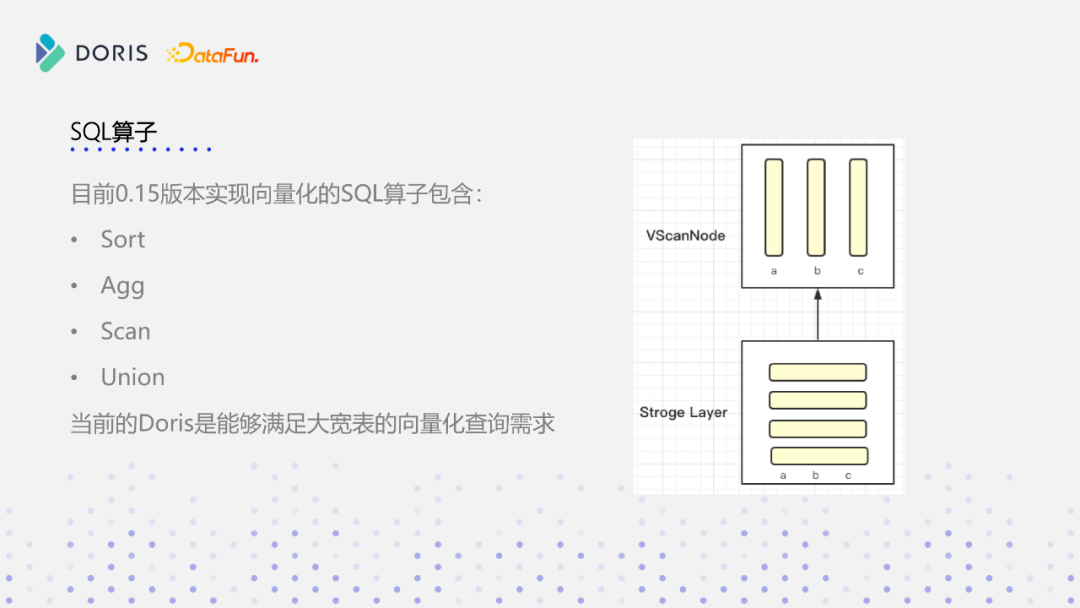 DORIS DataFun.
SQL算子
目前0.15版本实现向量化的SQL算子包含：
• Sort
• Agg
• Scan
• Union
当前的Doris是能够满足大宽表的向量化查询需求
VScanNode
a b c
Stroge Layer
a b c